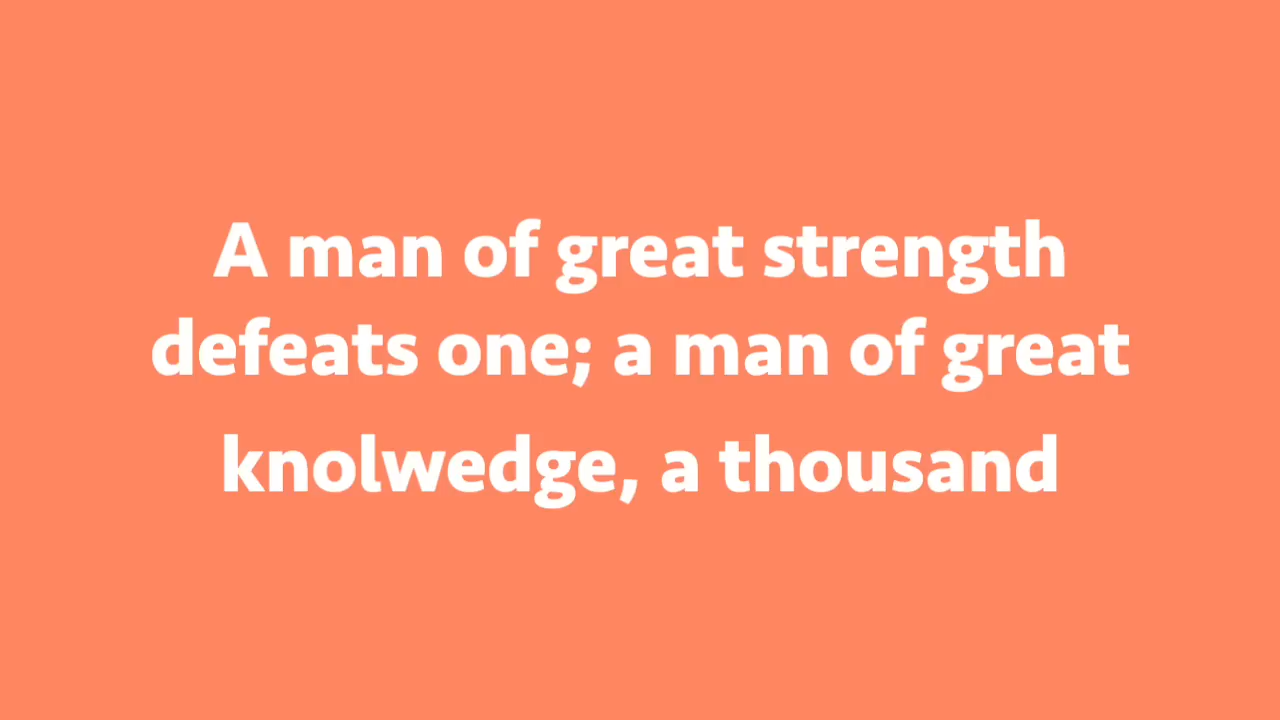 A man of great strength
defeats one; a man of great
knolwedge, a thousand